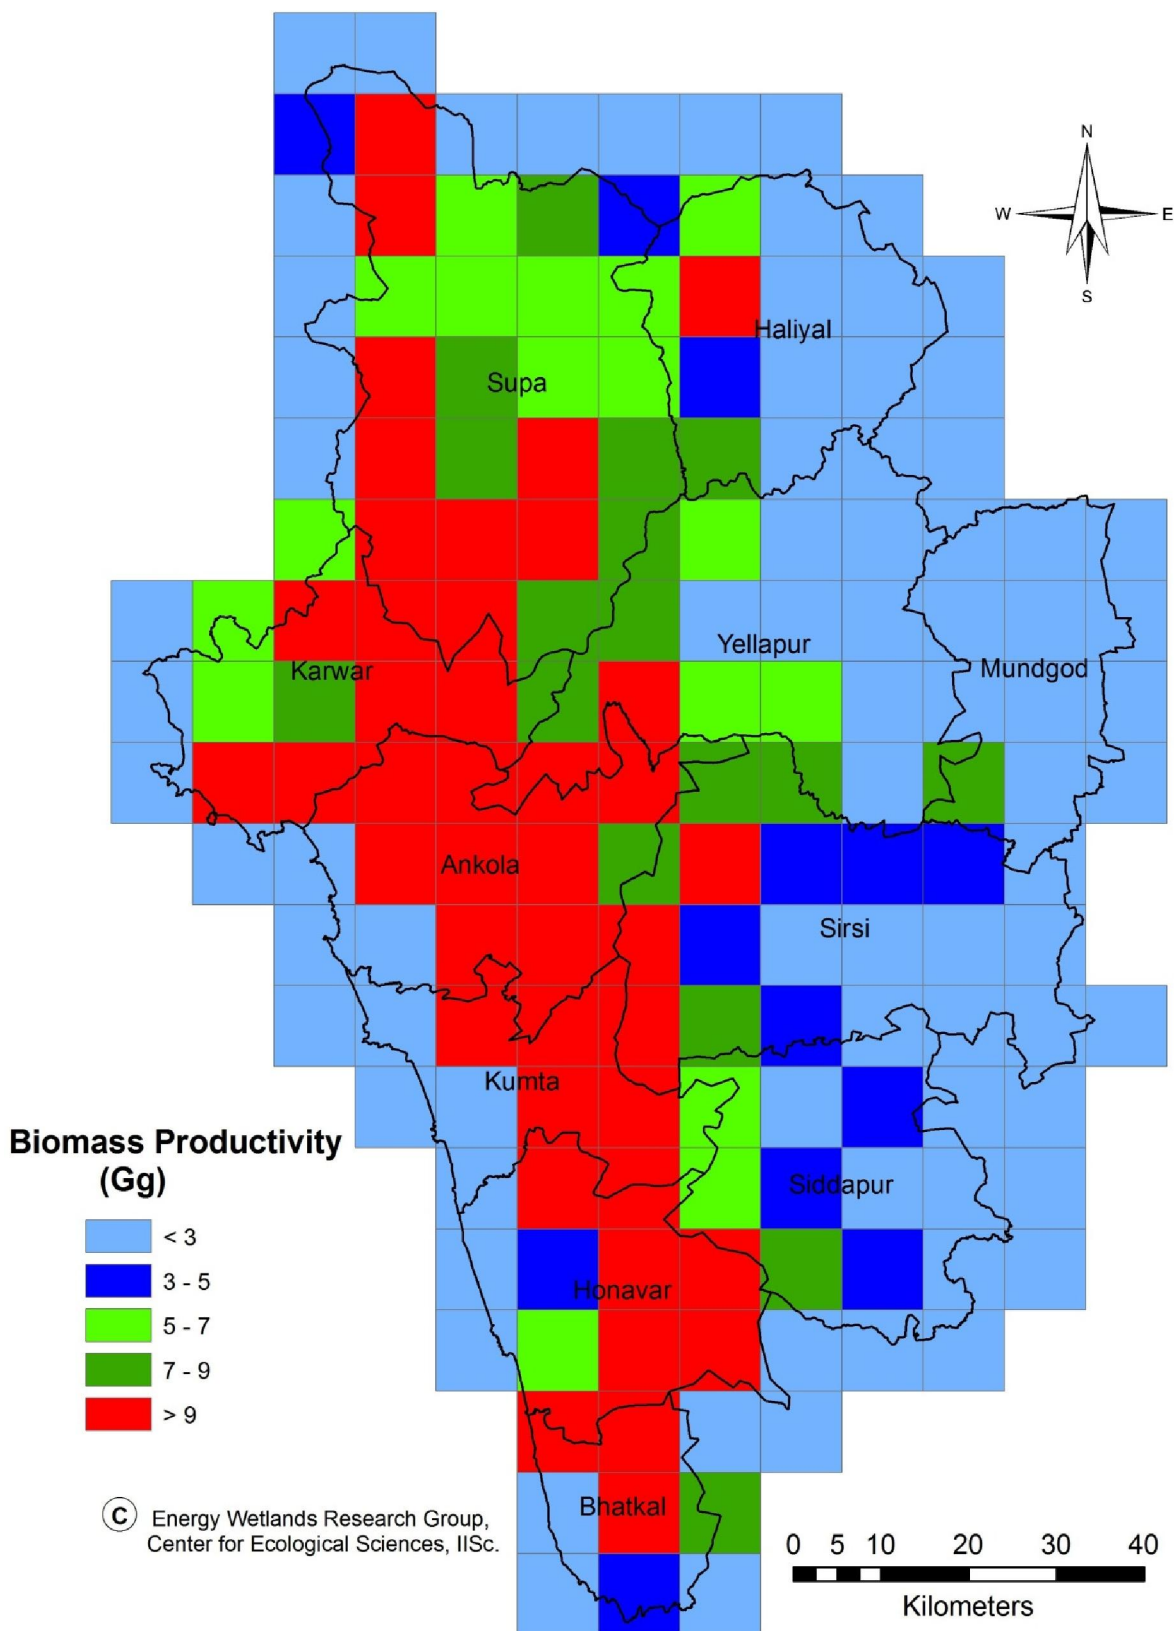 N
W E
S
Haliyal
Supa
Yellapur
Karwar
Mundgod
Ankola
Sirsi
Kumta
Siddapur
Honavar
Bhatkal
Biomass Productivity
(Gg)
< 3
3 - 5
5 - 7
7 - 9
> 9
C Energy Wetlands Research Group,
Center for Ecological Sciences, IISc.
0 5 10 20 30 40
Kilometers